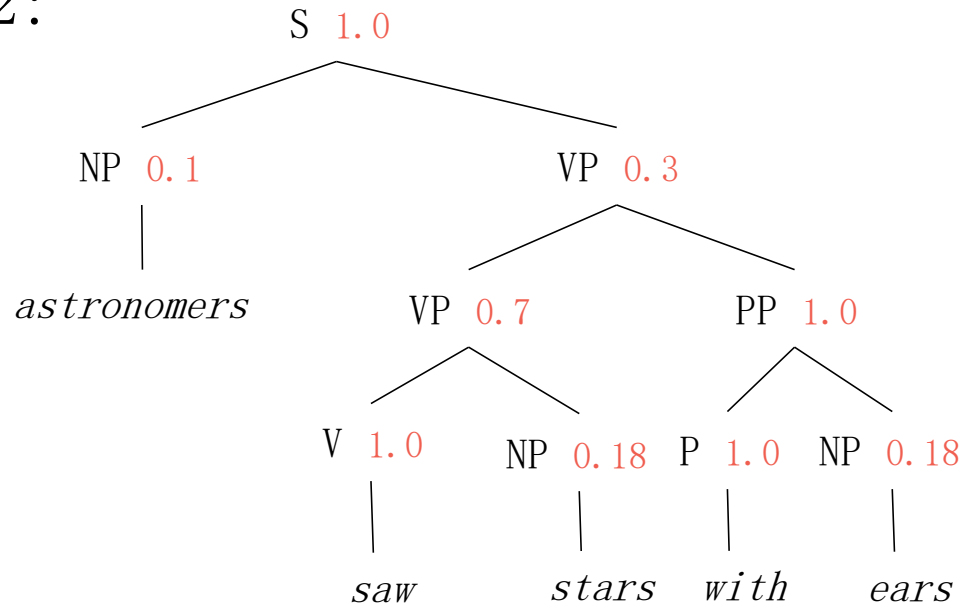 2:
S 1.0
NP 0.1 VP 0.3
astronomers VP 0.7 PP 1.0
V 1.0 NP 0.18 P 1.0 NP 0.18
saw stars with ears